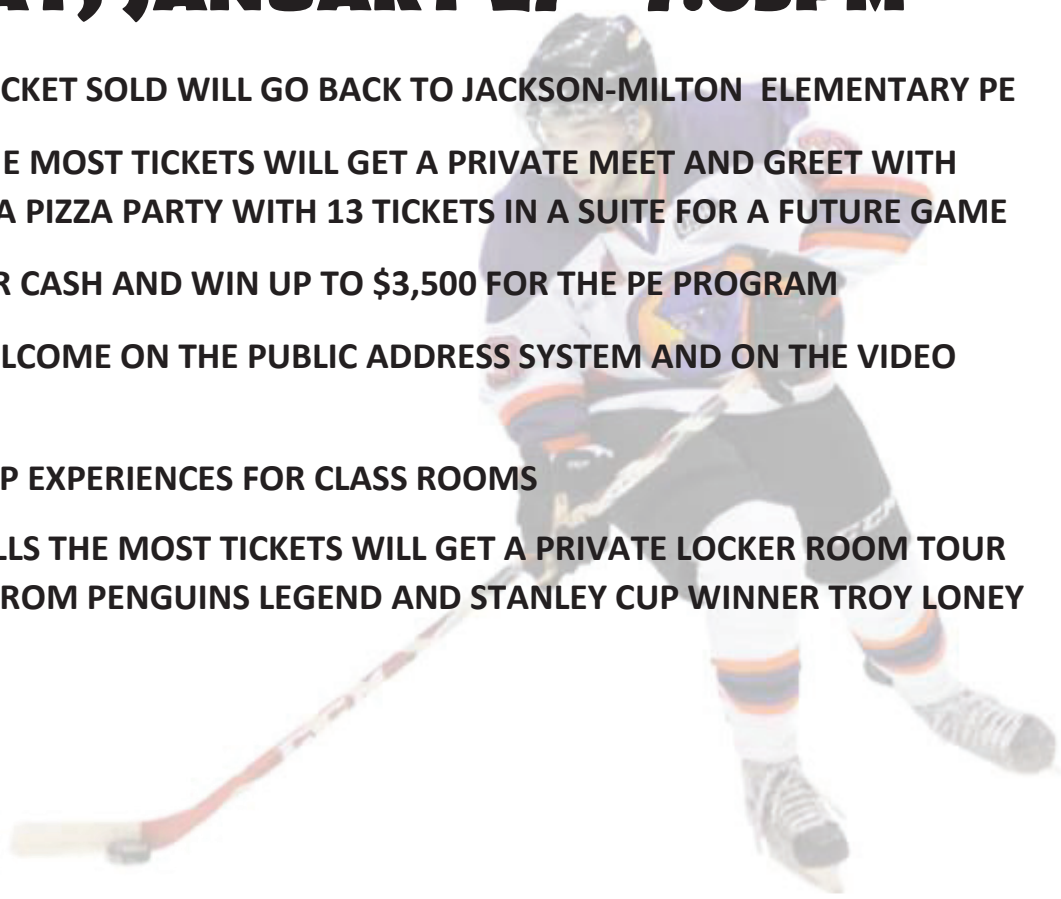 JANUARY 27
CKET SOLD WILL GO BACK TO JACKSON-MILTON ELEMENTARY PE
E MOST TICKETS WILL GET A PRIVATE MEET AND GREET WITH
A PIZZA PARTY WITH 13 TICKETS IN A SUITE FOR A FUTURE GAME
R CASH AND WIN UP TO $3,500 FOR THE PE PROGRAM
LCOME ON THE PUBLIC ADDRESS SYSTEM AND ON THE VIDEO
P EXPERIENCES FOR CLASS ROOMS
LLS THE MOST TICKETS WILL GET A PRIVATE LOCKER ROOM TOUR
ROM PENGUINS LEGEND AND STANLEY CUP WINNER TROY LONEY